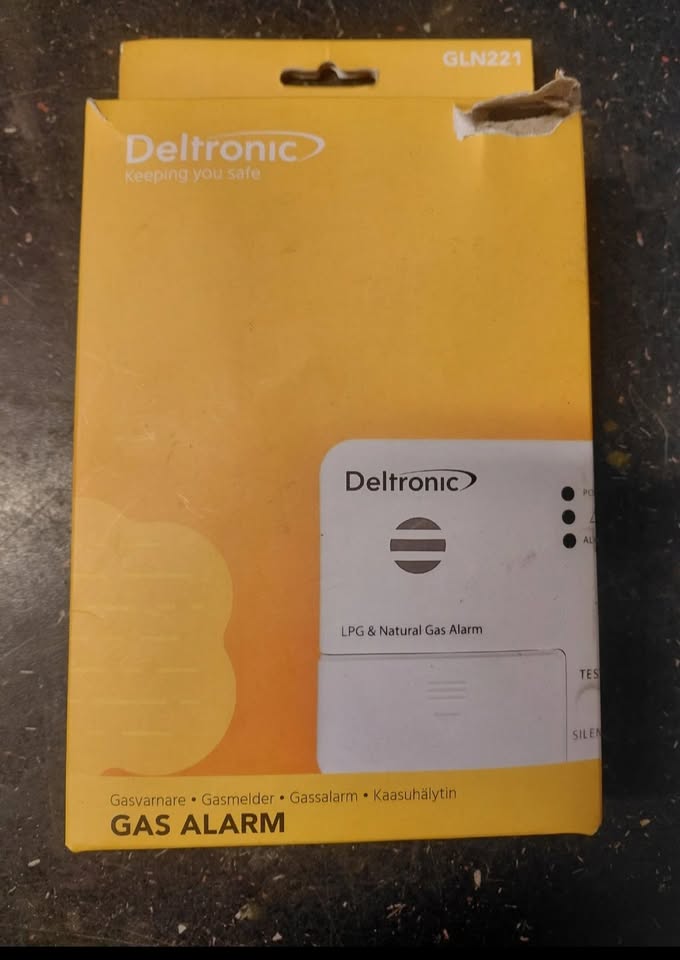 GLN221
Deltronic
Keeping you safe
Deltronic
LPG & Natural Gas Alarm
Gasvarnare • Gasmelder • Gassalarm • Kaasuhälytin
GAS ALARM